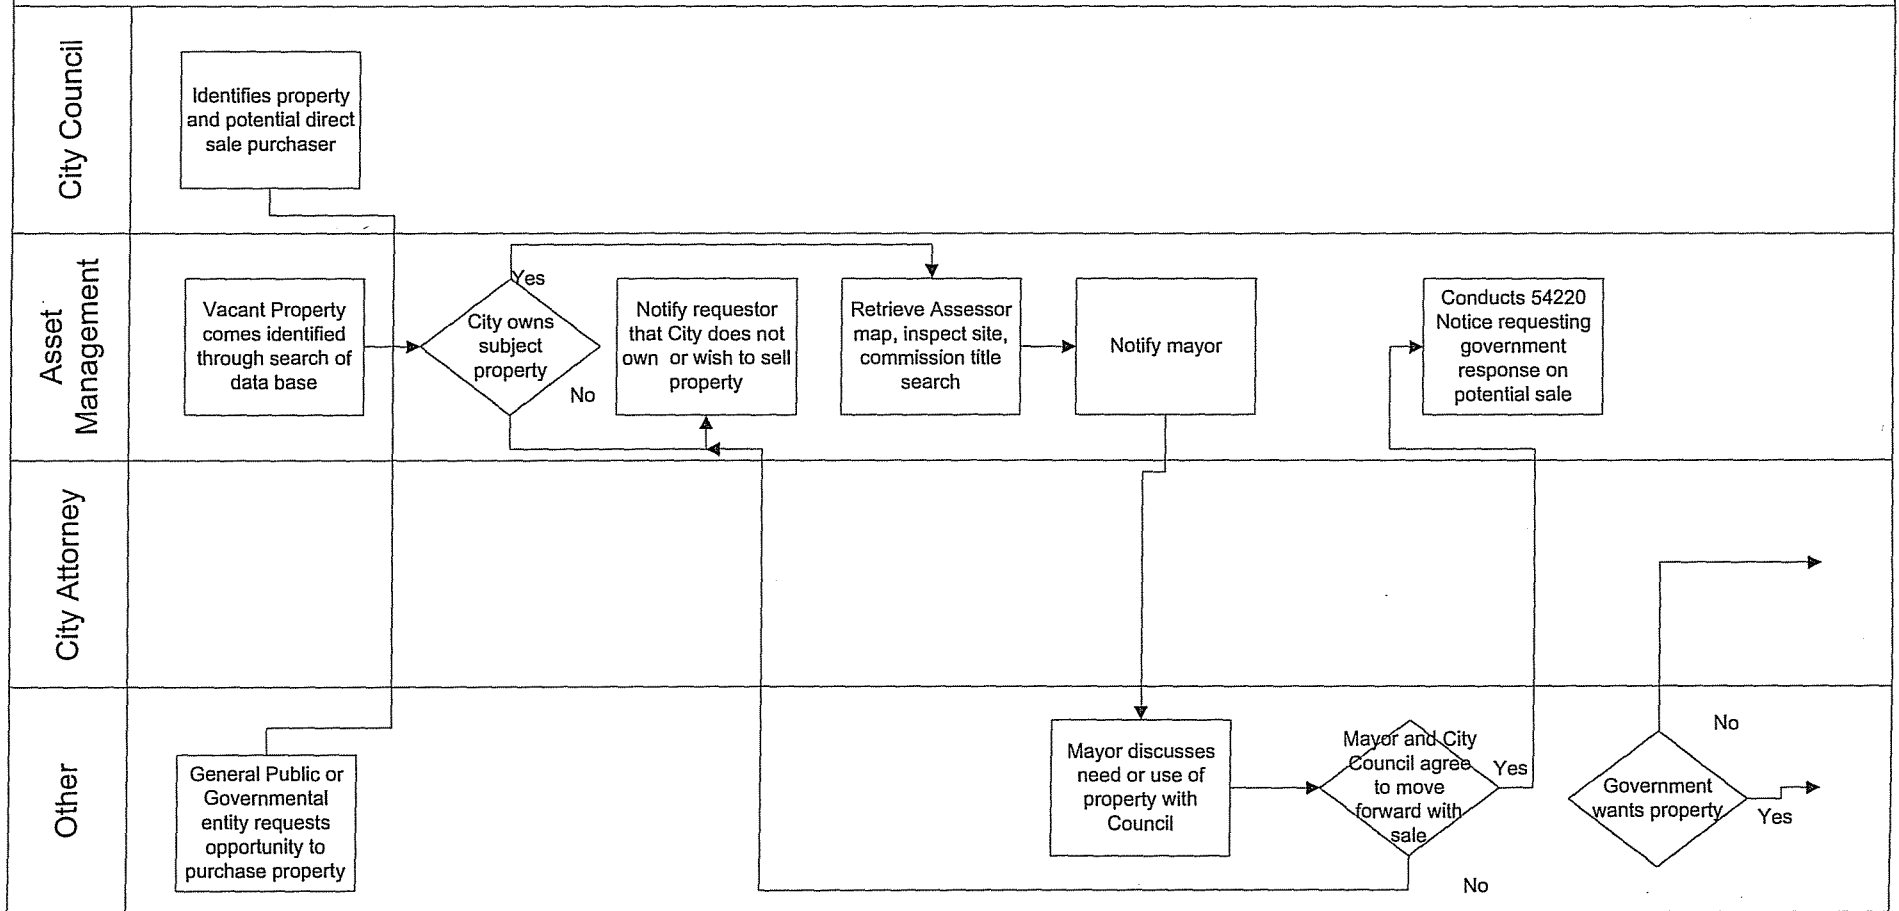 City Council
Identifies property
and potential direct
sale purchaser
Asset
Management
Vacant Property
comes identified
through search of
data base
Yes
City owns
subject
property
No
Notify requestor
that City does not
own or wish to sell
property
Retrieve Assessor
map, inspect site,
commission title
search
Notify mayor
Conducts 54220
Notice requesting
government
response on
potential sale
City Attorney
Other
General Public or
Governmental
entity requests
opportunity to
purchase property
Mayor discusses
need or use of
property with
Council
Mayor and City
Council agree
to move
forward with
sale
Yes
No
No
Government
wants property
Yes